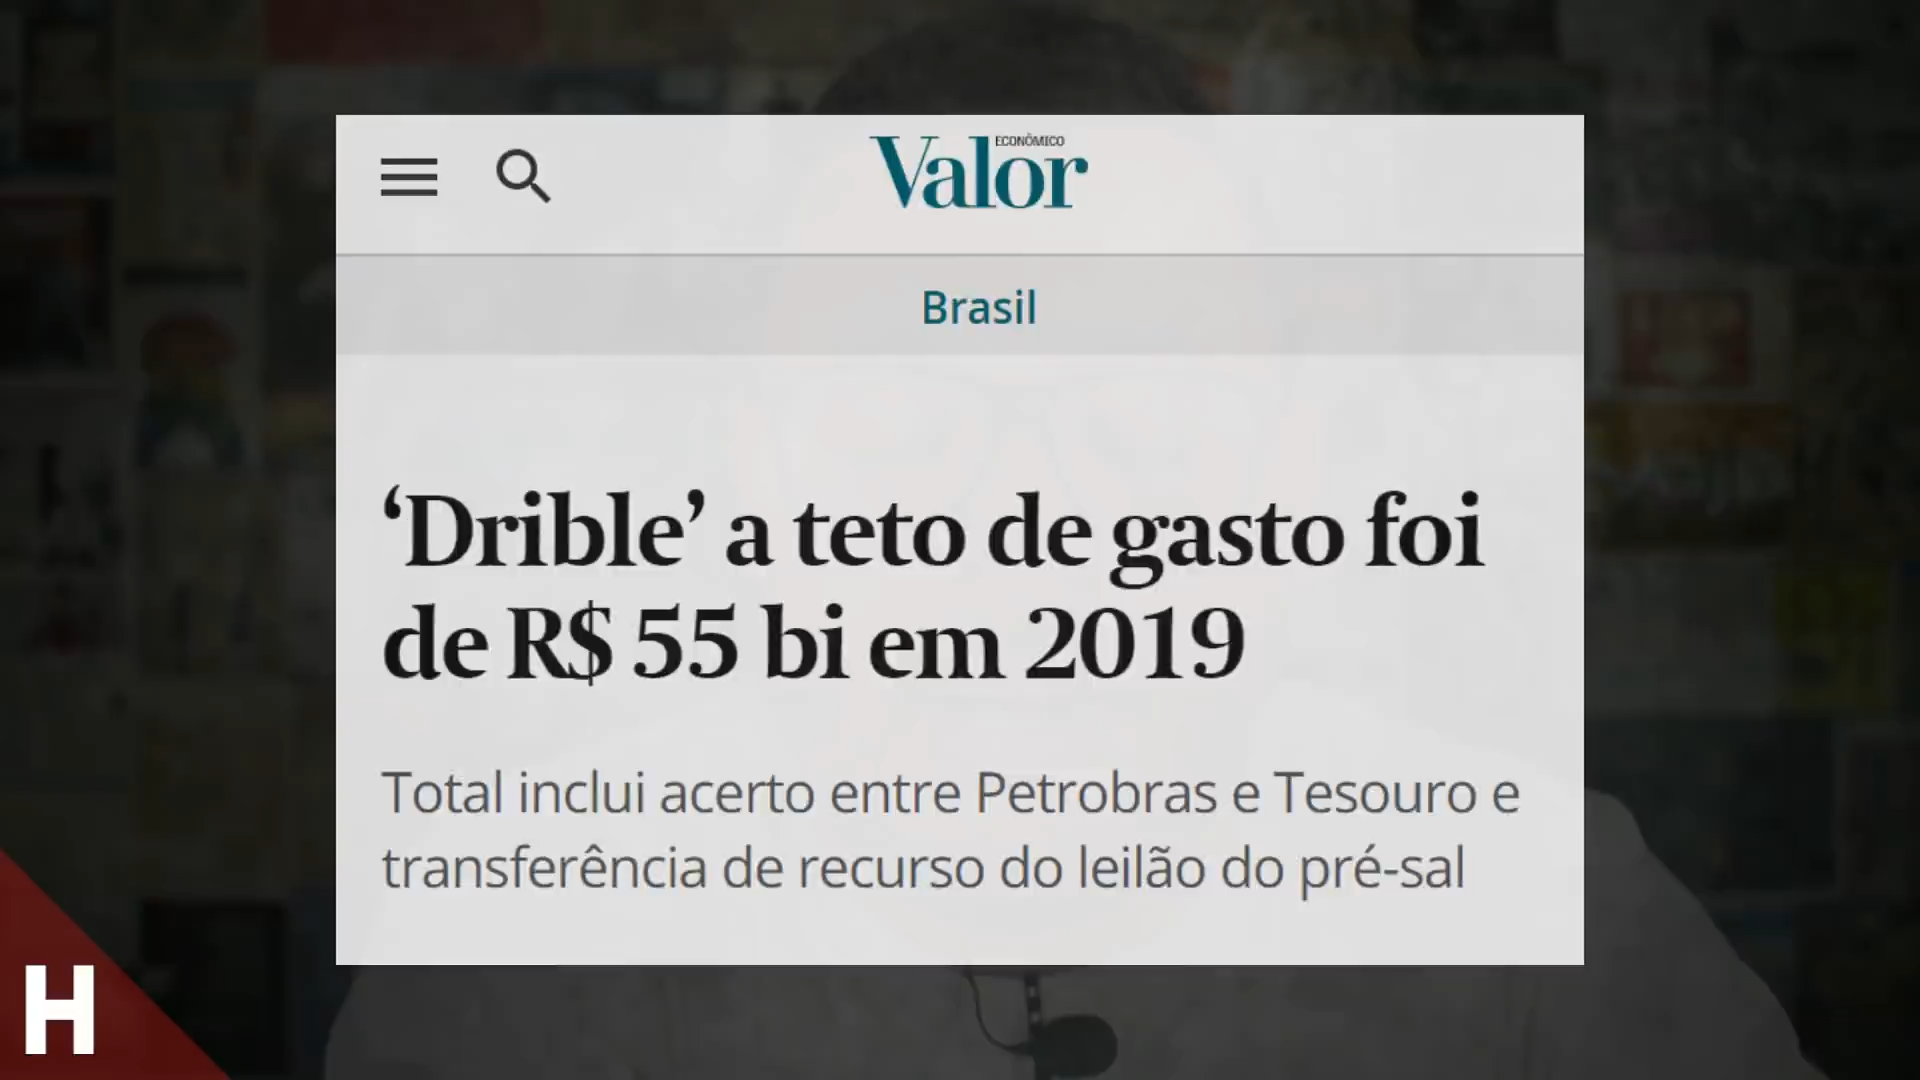 Valor
ECONÔMICO
Brasil
‘Drible’ a teto de gasto foi
de R$ 55 bi em 2019
Total inclui acerto entre Petrobras e Tesouro e
transferência de recurso do leilão do pré-sal
H